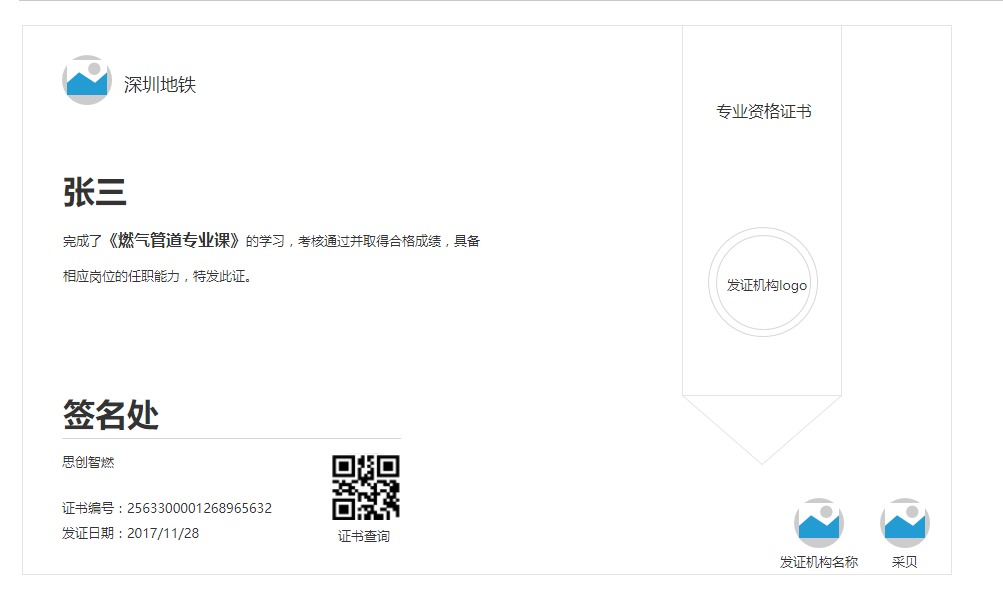 深圳地铁
专业资格证书
张三
完成了《燃气管道专业课》的学习，考核通过并取得合格成绩，具备
相应岗位的任职能力，特发此证。
发证机构logo
签名处
思创智燃
证书编号：2563300001268965632
发证日期：2017/11/28
证书查询
发证机构名称
采贝